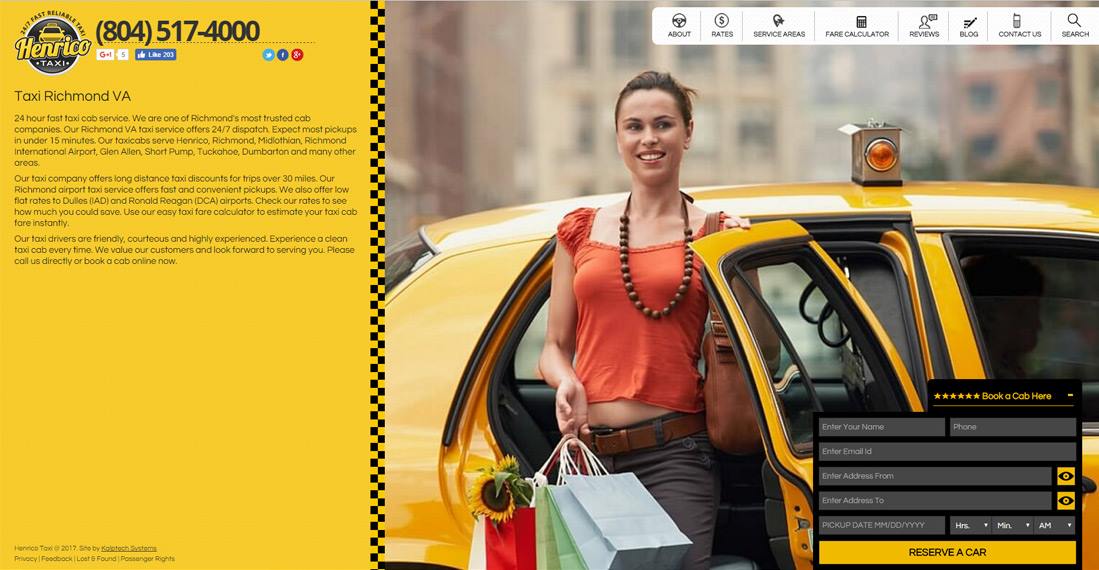 24/7 FAST RELIABLE TAXI
Henrico
• TAXI •
(804) 517-4000
G+1 5
Like 203
ABOUT
RATES
SERVICE AREAS
FARE CALCULATOR
REVIEWS
BLOG
CONTACT US
SEARCH
Taxi Richmond VA
24 hour fast taxi cab service. We are one of Richmond's most trusted cab
companies. Our Richmond VA taxi service offers 24/7 dispatch. Expect most pickups
in under 15 minutes. Our taxicabs serve Henrico, Richmond, Midlothian, Richmond
International Airport, Glen Allen, Short Pump, Tuckahoe, Dumbarton and many other
areas.
Our taxi company offers long distance taxi discounts for trips over 30 miles. Our
Richmond airport taxi service offers fast and convenient pickups. We also offer low
flat rates to Dulles (IAD) and Ronald Reagan (DCA) airports. Check our rates to see
how much you could save. Use our easy taxi fare calculator to estimate your taxi cab
fare instantly.
Our taxi drivers are friendly, courteous and highly experienced. Experience a clean
taxi cab every time. We value our customers and look forward to serving you. Please
call us directly or book a cab online now.
★★★★★★ Book a Cab Here -
Enter Your Name
Phone
Enter Email Id
Enter Address From
Enter Address To
PICKUP DATE MM/DD/YYYY
Hrs.
Min.
AM
RESERVE A CAR
Henrico Taxi @ 2017. Site by Kaliptech Systems
Privacy | Feedback | Lost & Found | Passenger Rights